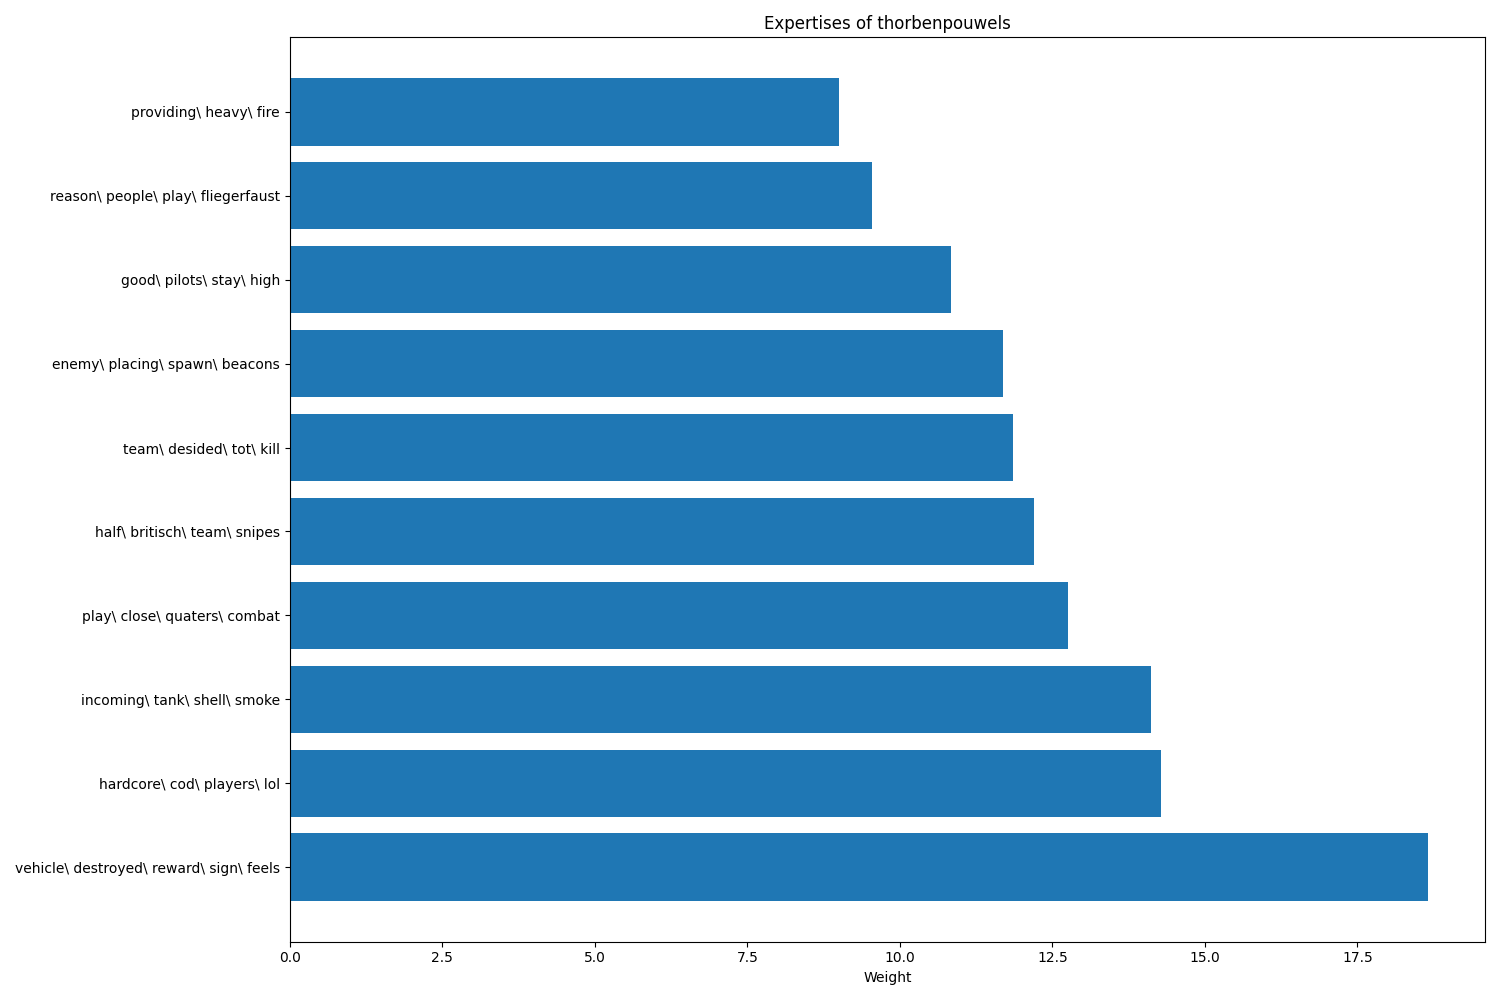 Expertises of thorbenpouwels
providing\ heavy\ fire
reason\ people\ play\ fliegerfaust
good\ pilots\ stay\ high
enemy\ placing\ spawn\ beacons
team\ desided\ tot\ kill
half\ britisch\ team\ snipes
play\ close\ quaters\ combat
incoming\ tank\ shell\ smoke
hardcore\ cod\ players\ lol
vehicle\ destroyed\ reward\ sign\ feels
0.0 2.5 5.0 7.5 10.0 12.5 15.0 17.5
Weight